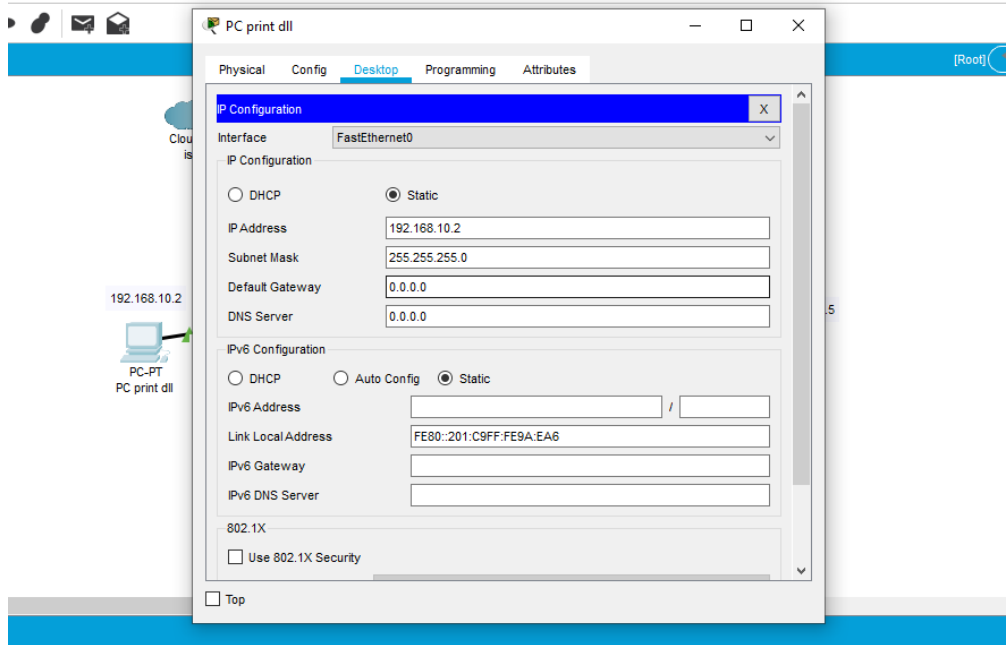 PC print dll
Physical Config Desktop Programming Attributes
[Root]
IP Configuration X
Interface FastEthernet0
IP Configuration
DHCP Static
IP Address 192.168.10.2
Subnet Mask 255.255.255.0
Default Gateway 0.0.0.0
DNS Server 0.0.0.0
IPv6 Configuration
DHCP Auto Config Static
IPv6 Address /
Link Local Address FE80::201:C9FF:FE9A:EA6
IPv6 Gateway
IPv6 DNS Server
802.1X
Use 802.1X Security
Top
Clou
is
192.168.10.2
PC-PT
PC print dll
.5